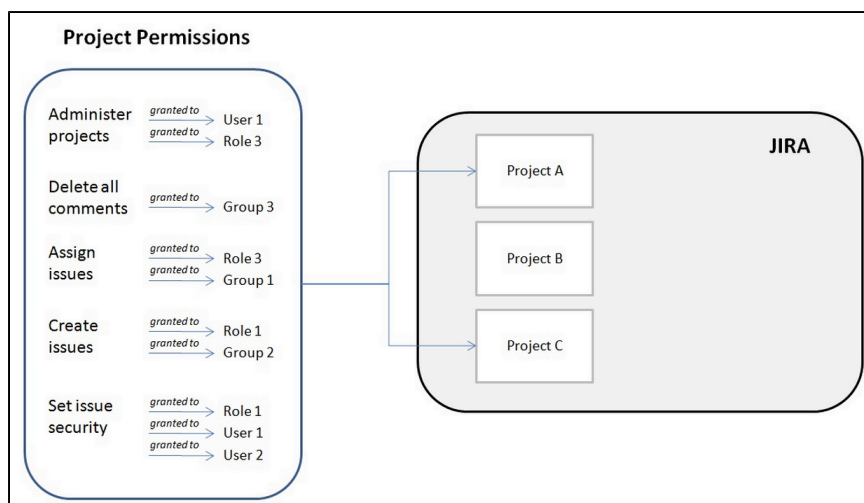 Project Permissions
Administer
projects
granted to
User 1
granted to
Role 3
Delete all
comments
granted to
Group 3
Assign
issues
granted to
Role 3
granted to
Group 1
Create
issues
granted to
Role 1
granted to
Group 2
Set issue
security
granted to
Role 1
granted to
User 1
granted to
User 2
JIRA
Project A
Project B
Project C